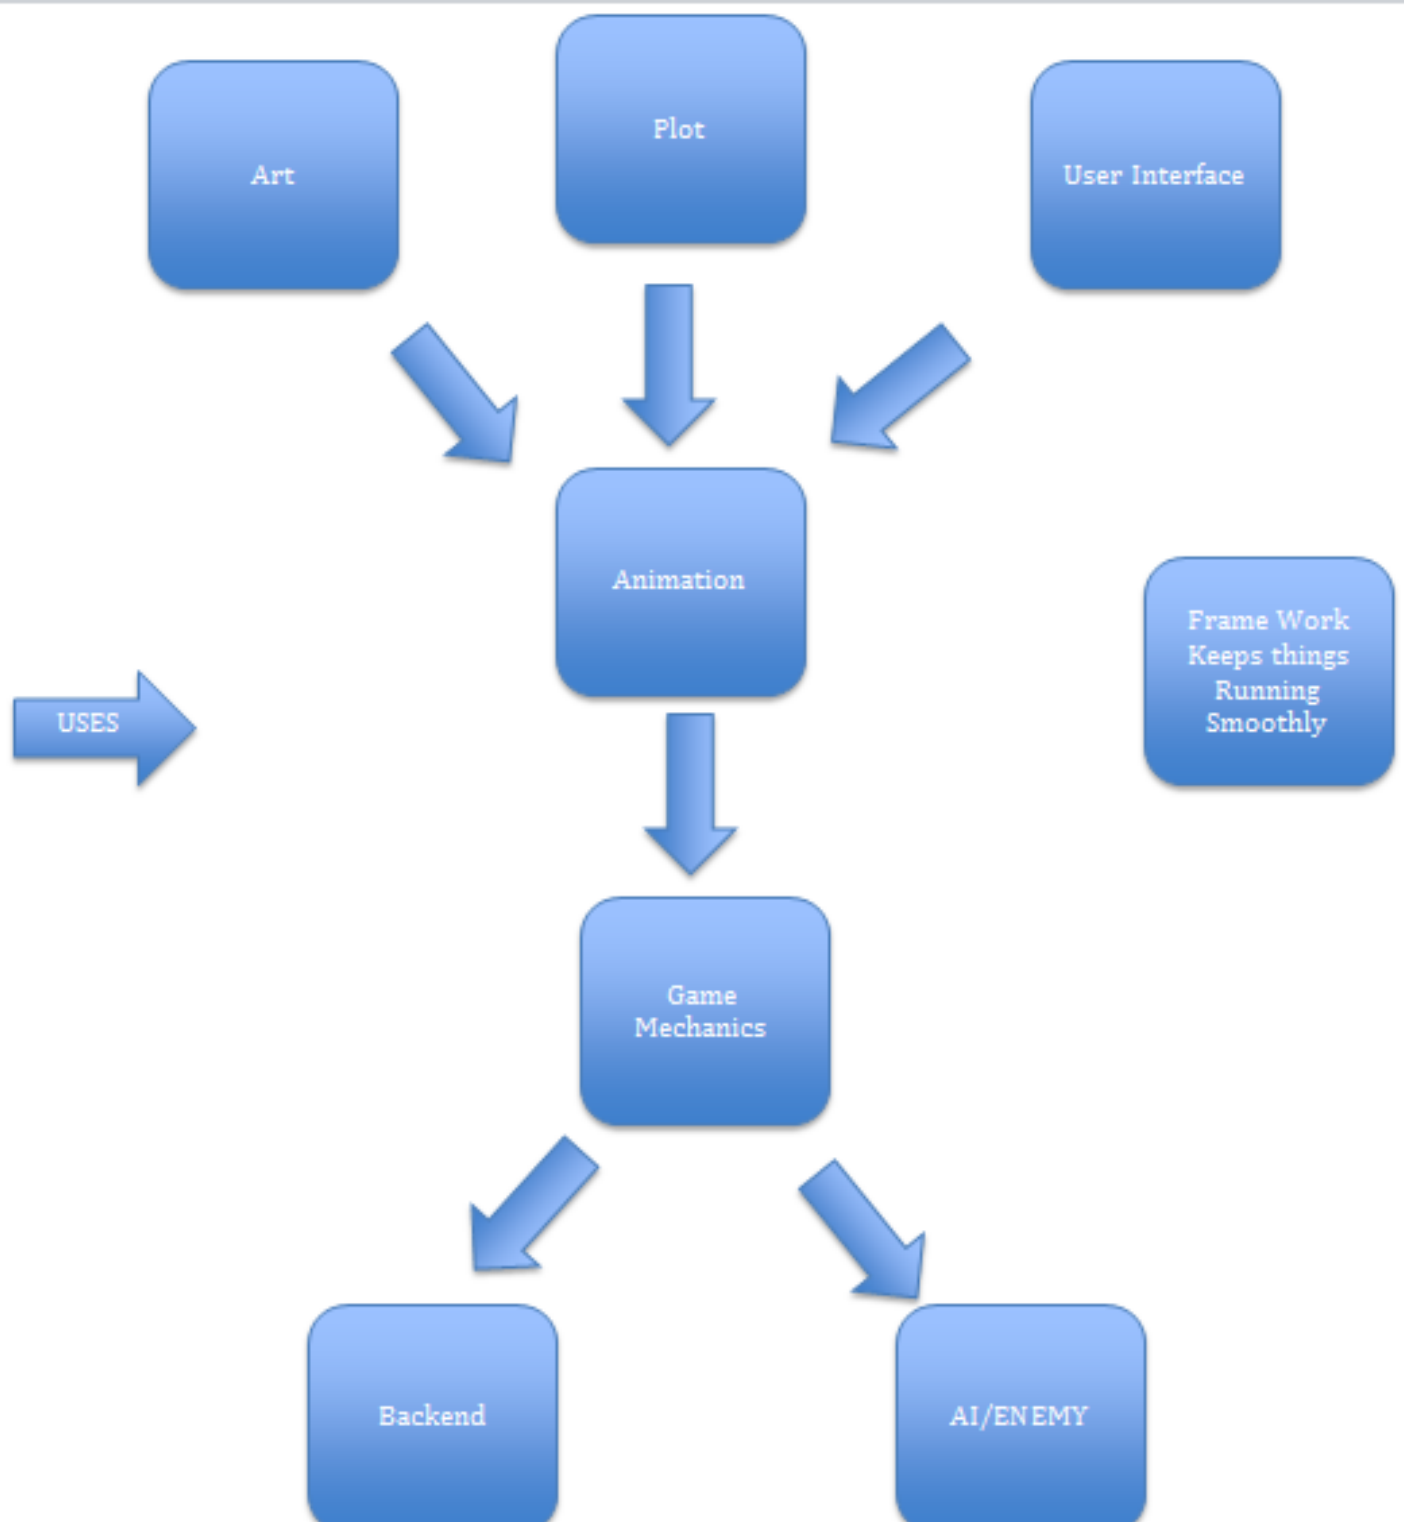 Plot
Art
User Interface
Animation
Frame Work
Keeps things
Running
Smoothly
USES
Game
Mechanics
Backend
AI/ENEMY